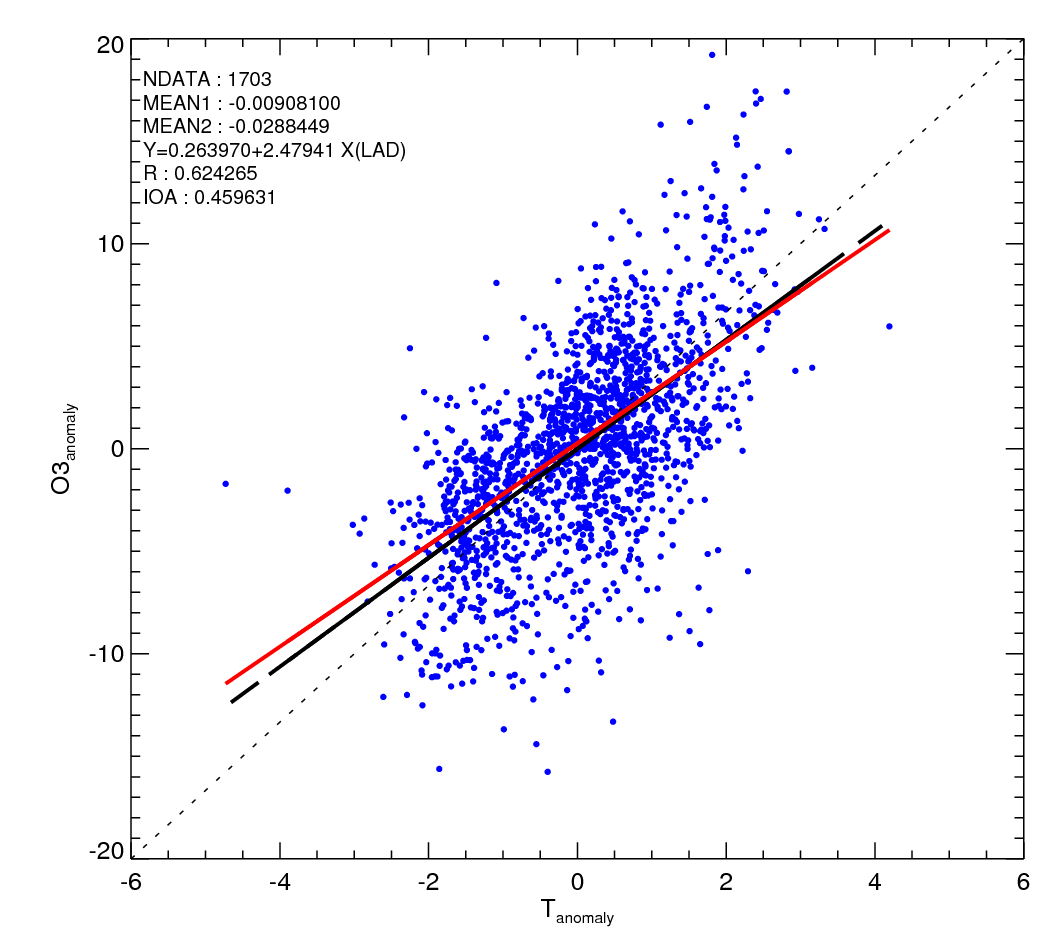 20
NDATA : 1703
MEAN1 : -0.00908100
MEAN2 : -0.0288449
Y=0.263970+2.47941 X(LAD)
R : 0.624265
IOA : 0.459631
10
0
-10
-20
O3anomaly
-6 -4 -2 0 2 4 6
Tanomaly